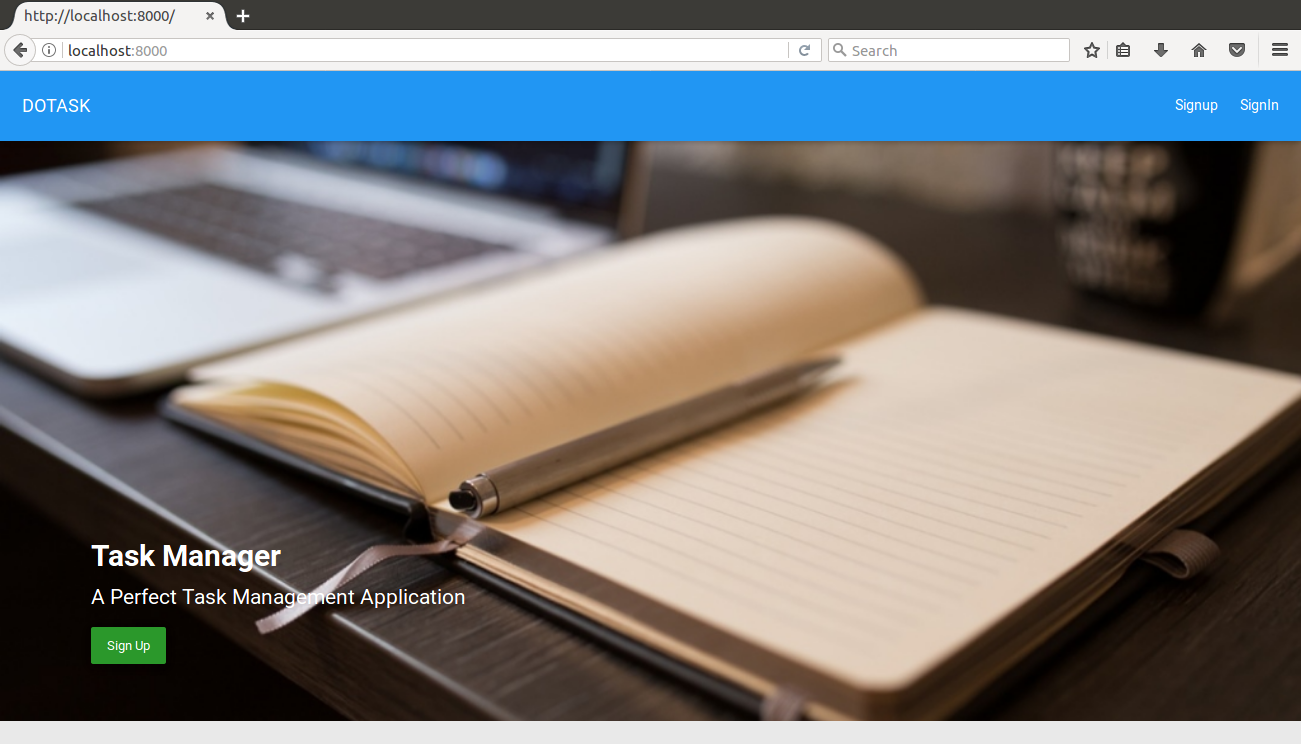 http://localhost:8000/
localhost:8000
Search
DOTASK
Signup SignIn
Task Manager
A Perfect Task Management Application
Sign Up